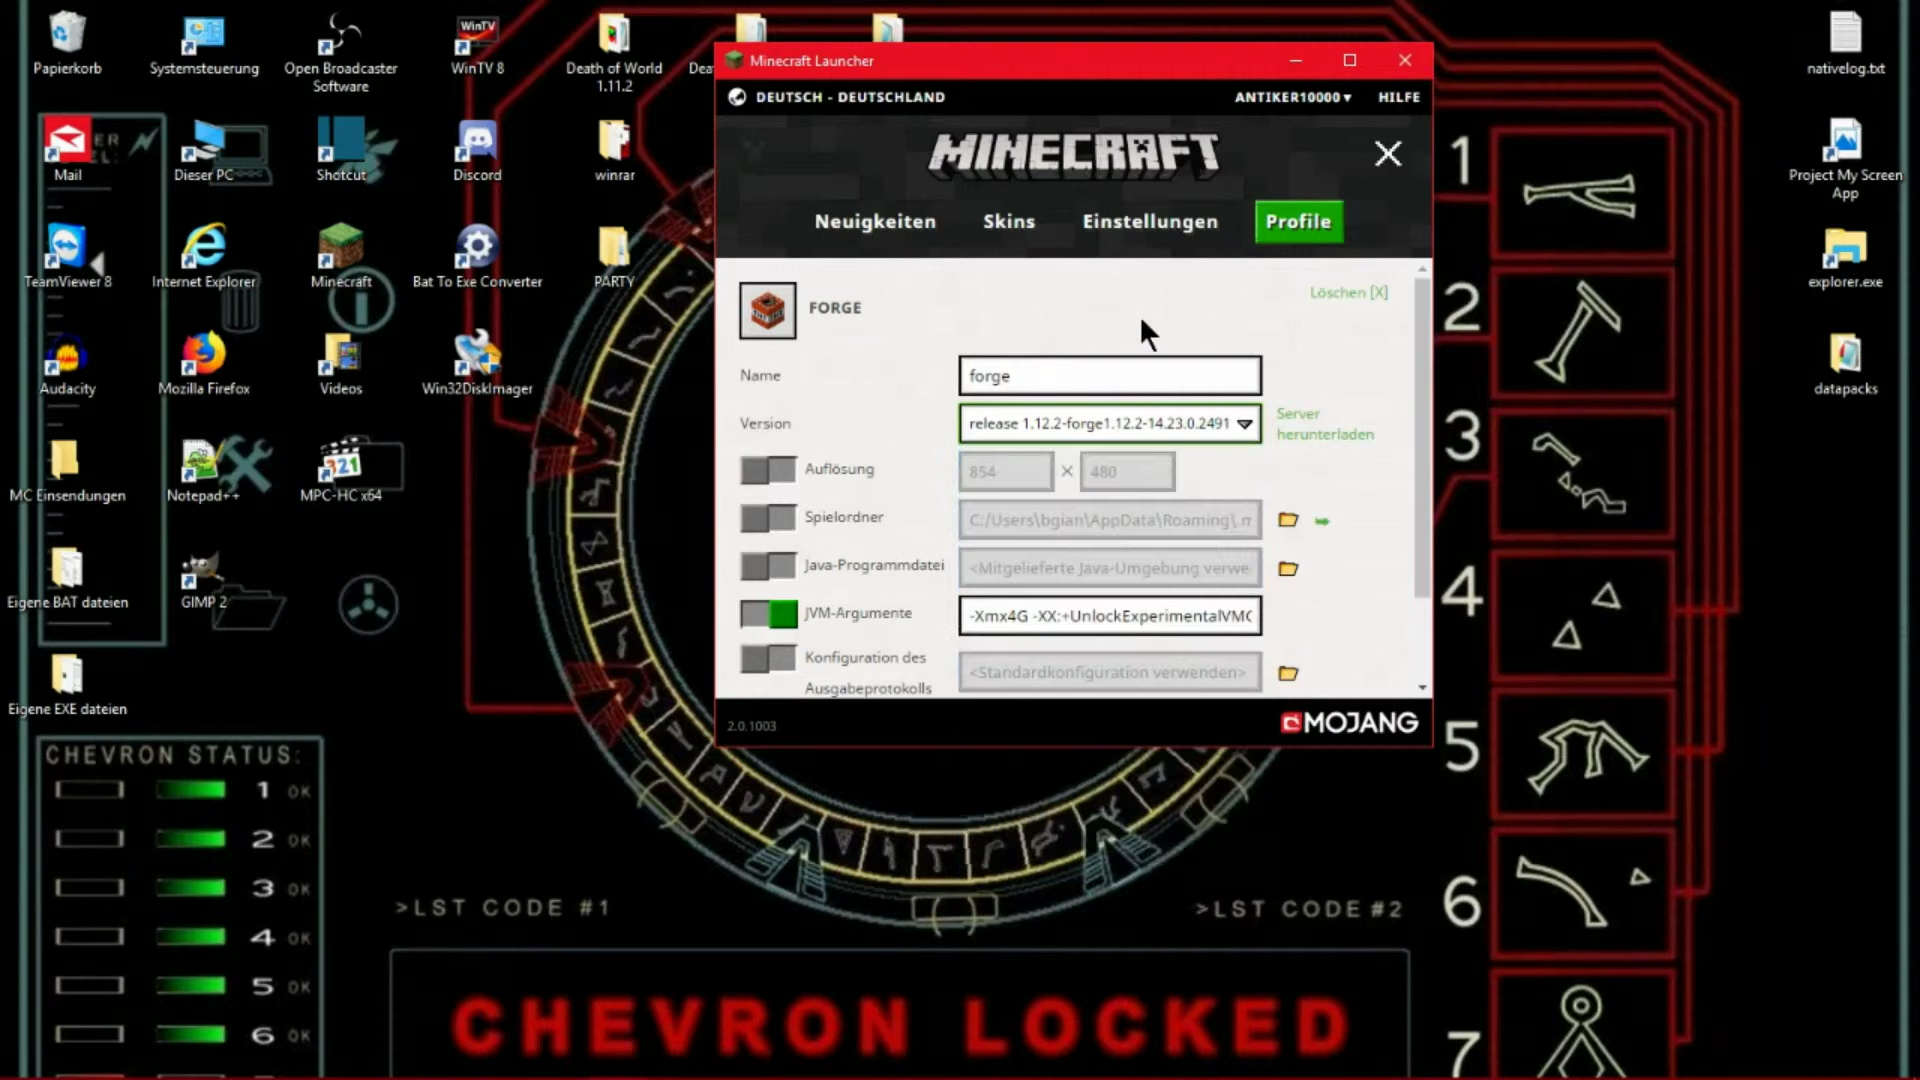 Papierkorb
Systemsteuerung
Open Broadcaster
Software
WinTV
WinTV 8
Death of World
1.11.2
Mail
Dieser PC
Shotcut
Discord
winrar
TeamViewer 8
Internet Explorer
Minecraft
Bat To Exe Converter
PARTY
Audacity
Mozilla Firefox
Videos
Win32DiskImager
MC Einsendungen
Notepad++
321
MPC-HC x64
Eigene BAT dateien
GIMP 2
Eigene EXE dateien
CHEVRON STATUS:
1 OK
2 OK
3 OK
4 OK
5 OK
6 OK
Minecraft Launcher
DEUTSCH - DEUTSCHLAND
ANTIKER10000
HILFE
MINECRAFT
Neuigkeiten
Skins
Einstellungen
Profile
FORGE
Löschen [X]
Name
forge
Version
release 1.12.2-forge1.12.2-14.23.0.2491
Server
herunterladen
Auflösung
854 × 480
Spielordner
C:/Users\bgian\AppData\Roaming\.m
Java-Programmdatei
<Mitgelieferte Java-Umgebung verwe
JVM-Argumente
-Xmx4G -XX:+UnlockExperimentalVMO
Konfiguration des
Ausgabeprotokolls
<Standardkonfiguration verwenden>
2.0.1003
MOJANG
>LST CODE #1
>LST CODE #2
CHEVRON LOCKED
1
2
3
4
5
6
7
nativelog.txt
Project My Screen
App
explorer.exe
datapacks